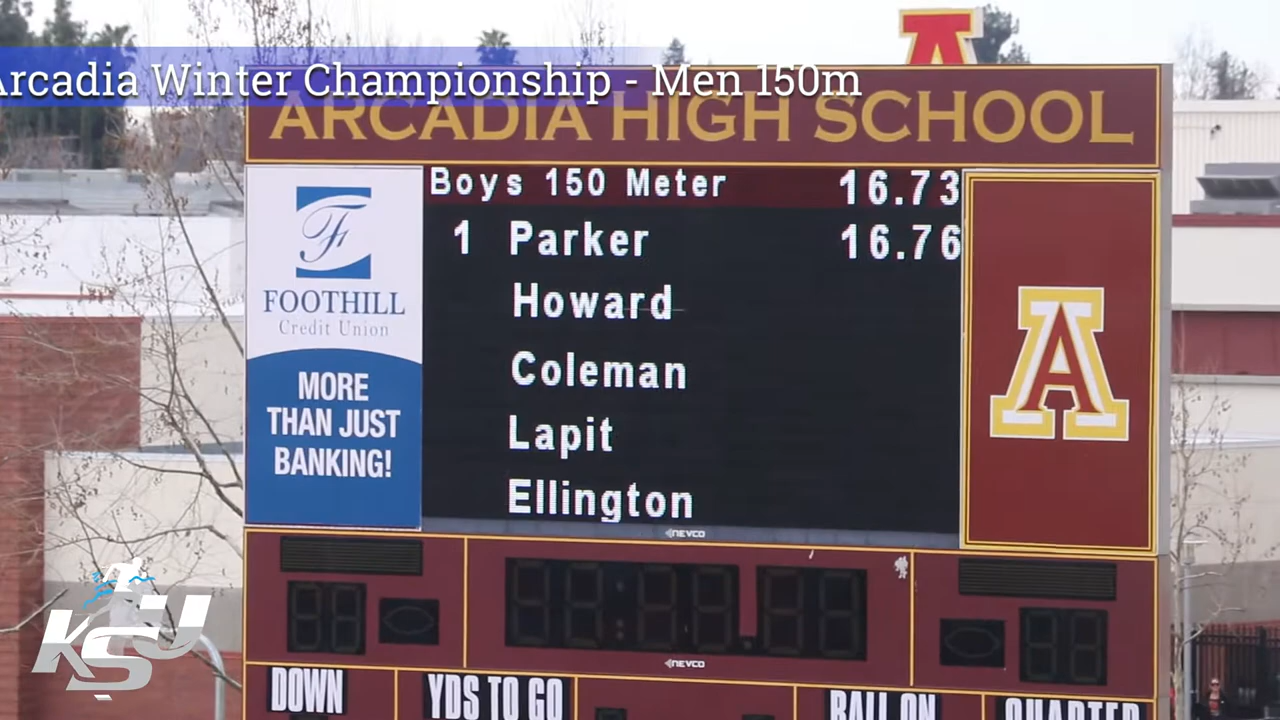 Arcadia Winter Championship - Men 150m
A
ARCADIA HIGH SCHOOL
F
FOOTHILL
Credit Union
MORE
THAN JUST
BANKING!
Boys 150 Meter 16.73
1 Parker 16.76
Howard
Coleman
Lapit
Ellington
A
NEVCO
NEVCO
DOWN
YDS TO GO
BALL ON
QUARTER
KSU